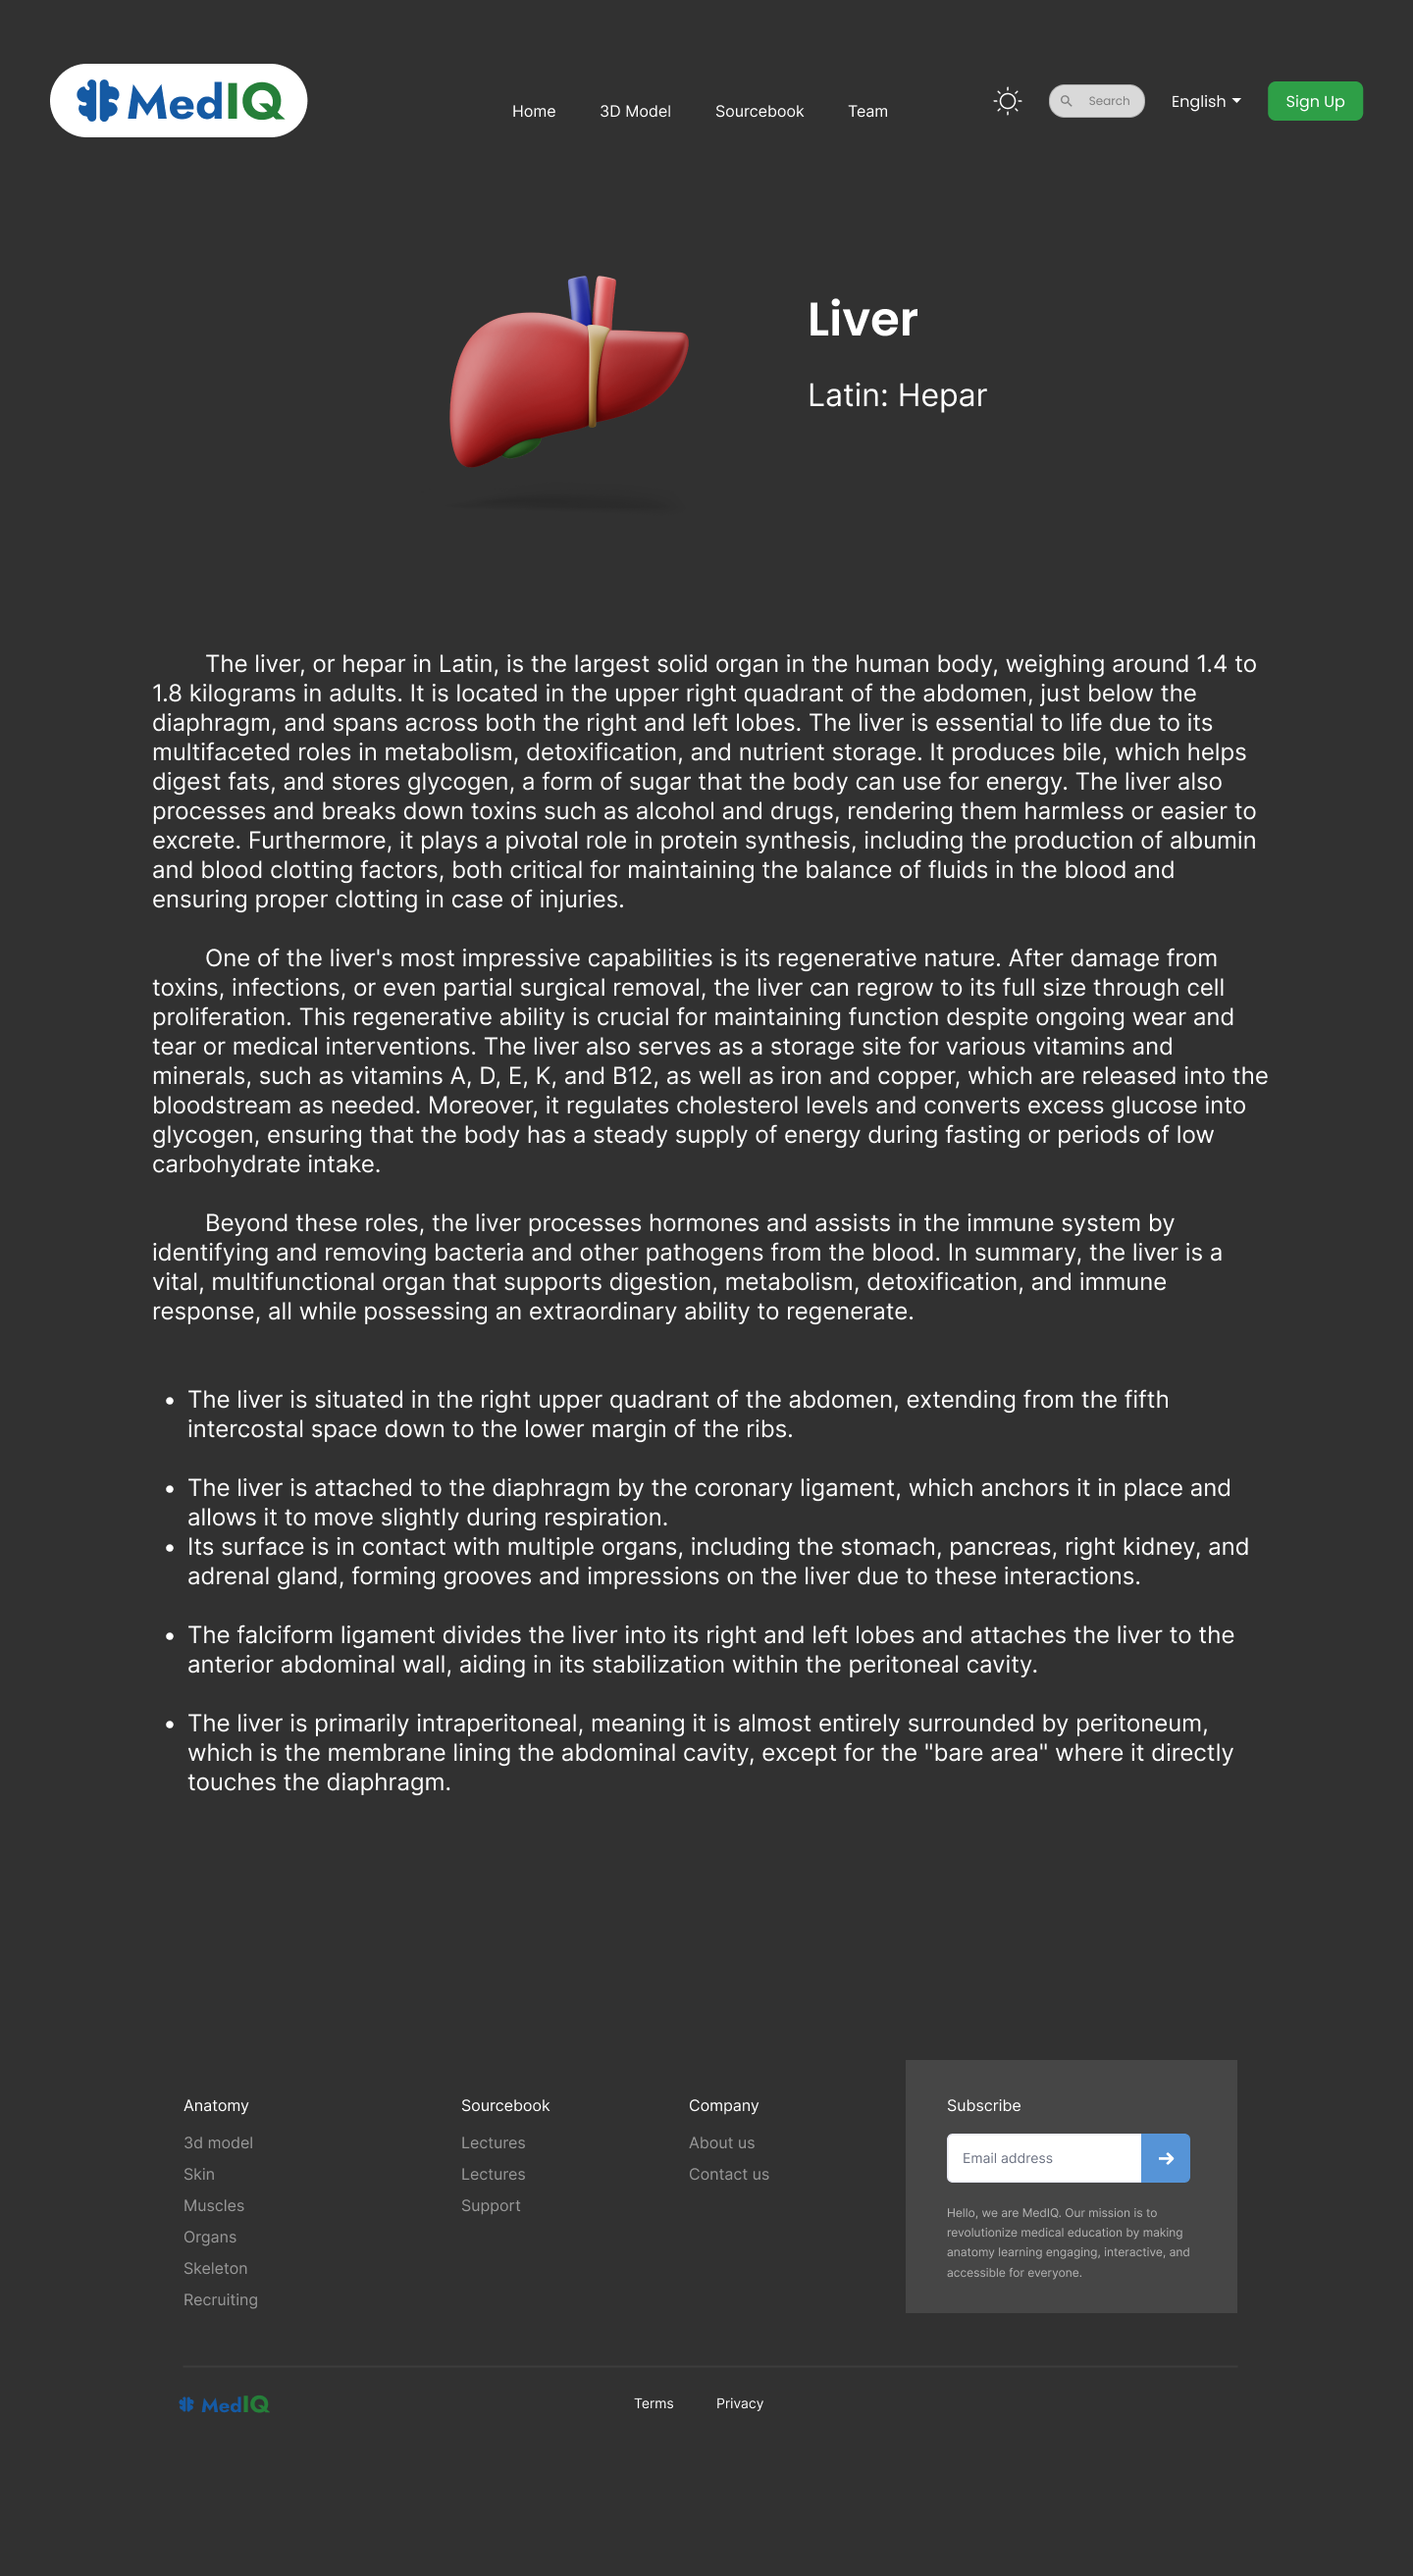 MedIQ
Home 3D Model Sourcebook Team
Search
English
Sign Up
Liver
Latin: Hepar
The liver, or hepar in Latin, is the largest solid organ in the human body, weighing around 1.4 to
1.8 kilograms in adults. It is located in the upper right quadrant of the abdomen, just below the
diaphragm, and spans across both the right and left lobes. The liver is essential to life due to its
multifaceted roles in metabolism, detoxification, and nutrient storage. It produces bile, which helps
digest fats, and stores glycogen, a form of sugar that the body can use for energy. The liver also
processes and breaks down toxins such as alcohol and drugs, rendering them harmless or easier to
excrete. Furthermore, it plays a pivotal role in protein synthesis, including the production of albumin
and blood clotting factors, both critical for maintaining the balance of fluids in the blood and
ensuring proper clotting in case of injuries.
One of the liver's most impressive capabilities is its regenerative nature. After damage from
toxins, infections, or even partial surgical removal, the liver can regrow to its full size through cell
proliferation. This regenerative ability is crucial for maintaining function despite ongoing wear and
tear or medical interventions. The liver also serves as a storage site for various vitamins and
minerals, such as vitamins A, D, E, K, and B12, as well as iron and copper, which are released into the
bloodstream as needed. Moreover, it regulates cholesterol levels and converts excess glucose into
glycogen, ensuring that the body has a steady supply of energy during fasting or periods of low
carbohydrate intake.
Beyond these roles, the liver processes hormones and assists in the immune system by
identifying and removing bacteria and other pathogens from the blood. In summary, the liver is a
vital, multifunctional organ that supports digestion, metabolism, detoxification, and immune
response, all while possessing an extraordinary ability to regenerate.
• The liver is situated in the right upper quadrant of the abdomen, extending from the fifth
intercostal space down to the lower margin of the ribs.
• The liver is attached to the diaphragm by the coronary ligament, which anchors it in place and
allows it to move slightly during respiration.
• Its surface is in contact with multiple organs, including the stomach, pancreas, right kidney, and
adrenal gland, forming grooves and impressions on the liver due to these interactions.
• The falciform ligament divides the liver into its right and left lobes and attaches the liver to the
anterior abdominal wall, aiding in its stabilization within the peritoneal cavity.
• The liver is primarily intraperitoneal, meaning it is almost entirely surrounded by peritoneum,
which is the membrane lining the abdominal cavity, except for the "bare area" where it directly
touches the diaphragm.
Anatomy
3d model
Skin
Muscles
Organs
Skeleton
Recruiting
Sourcebook
Lectures
Lectures
Support
Company
About us
Contact us
Subscribe
Email address
Hello, we are MedIQ. Our mission is to
revolutionize medical education by making
anatomy learning engaging, interactive, and
accessible for everyone.
MedIQ
Terms Privacy